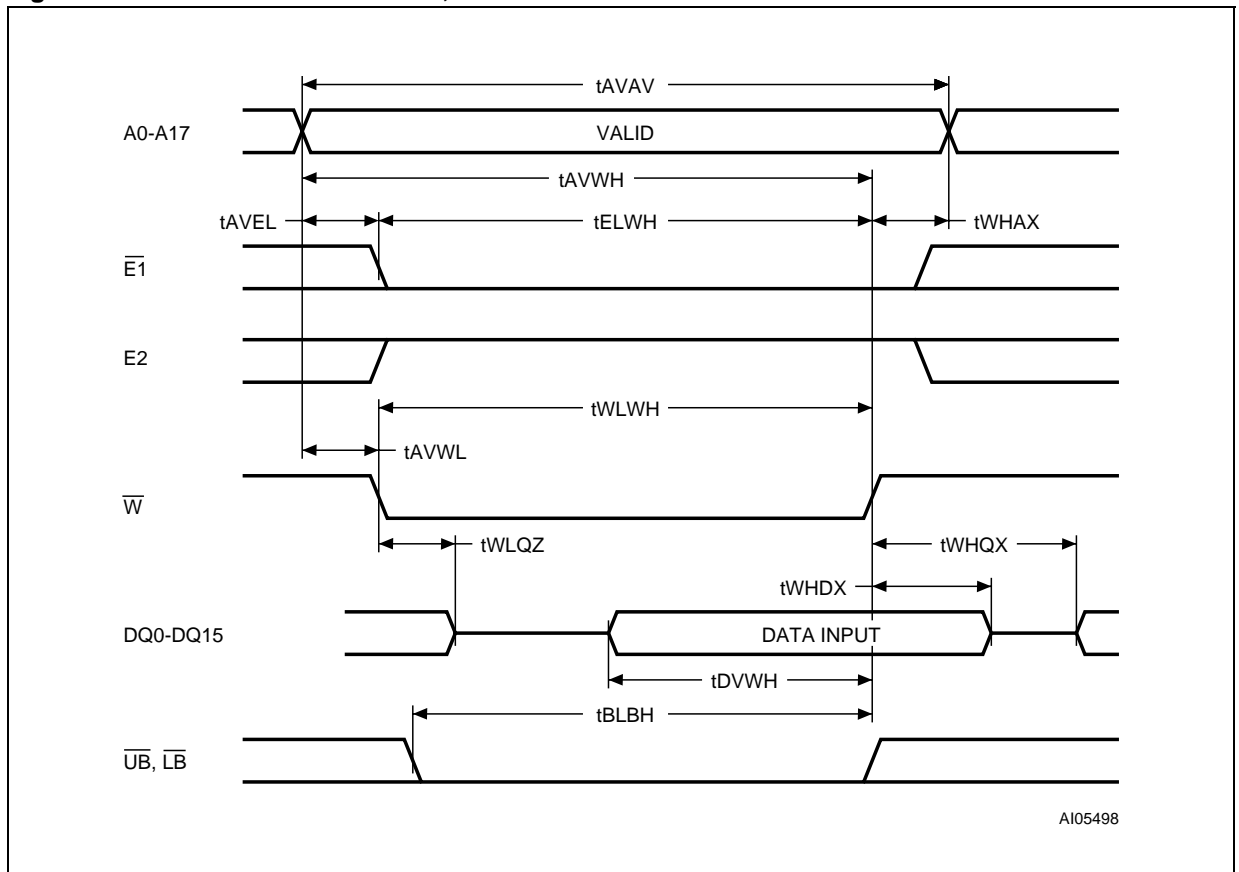 tAVAV
A0-A17
VALID
tAVWH
tAVEL
tELWH
tWHAX
E1
E2
tWLWH
tAVWL
W
tWLQZ
tWHQX
tWHDX
DQ0-DQ15
DATA INPUT
tDVWH
tBLBH
UB, LB
AI05498